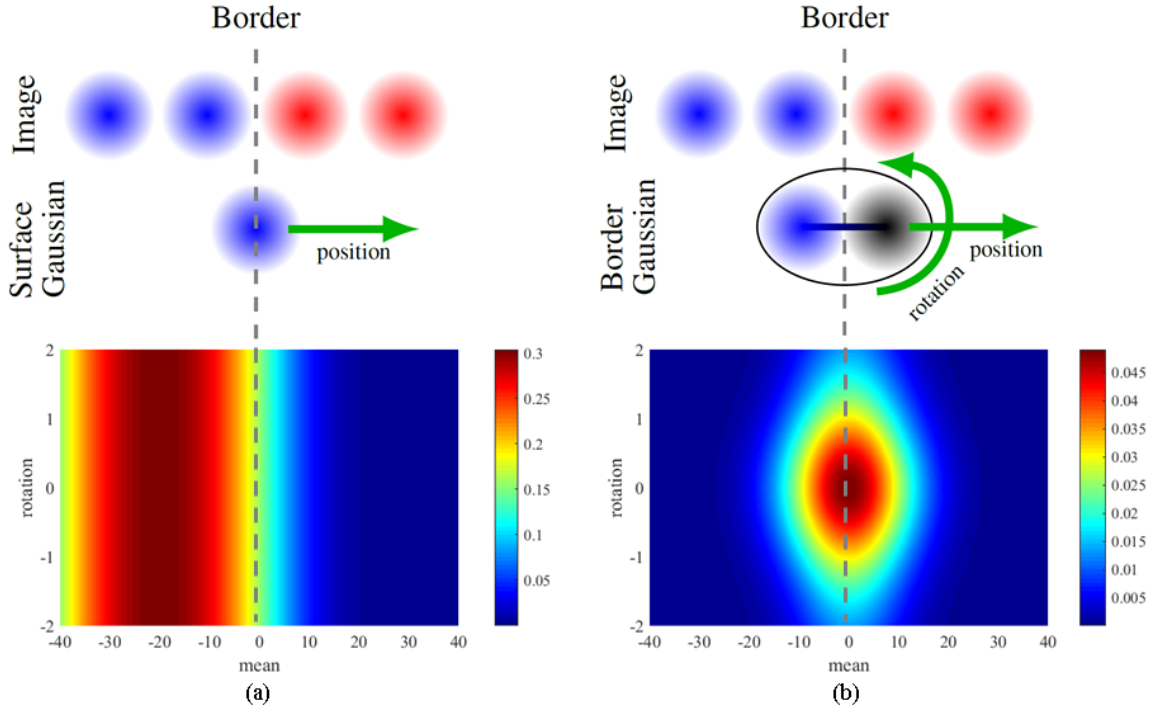 Border
Image
Surface
Gaussian
position
2
1
0
-1
-2
rotation
-40
-30
-20
-10
0
10
20
30
40
mean
0.3
0.25
0.2
0.15
0.1
0.05
(a)
Border
Image
Border
Gaussian
position
rotation
2
1
0
-1
-2
rotation
-40
-30
-20
-10
0
10
20
30
40
mean
0.045
0.04
0.035
0.03
0.025
0.02
0.015
0.01
0.005
(b)